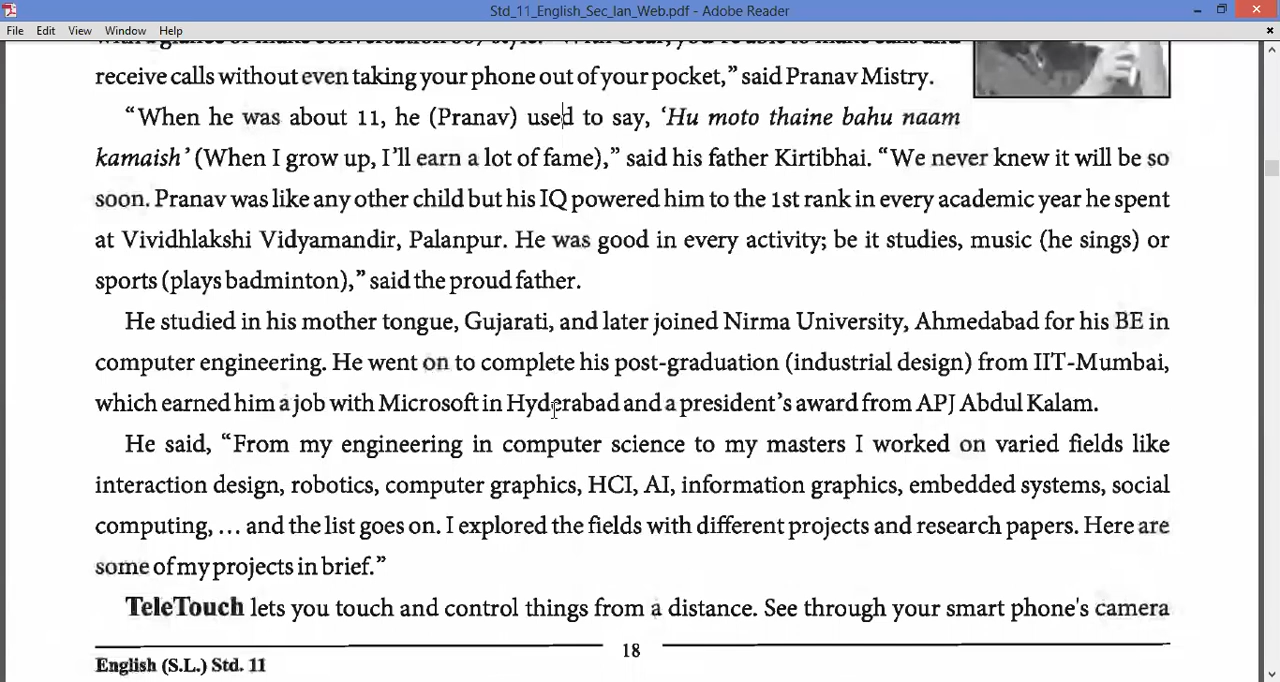 Std_11_English_Sec_lan_Web.pdf - Adobe Reader
File Edit View Window Help
receive calls without even taking your phone out of your pocket,” said Pranav Mistry.
“When he was about 11, he (Pranav) used to say, ‘Hu moto thaine bahu naam
kamaish’ (When I grow up, I’ll earn a lot of fame),” said his father Kirtibhai. “We never knew it will be so
soon. Pranav was like any other child but his IQ powered him to the 1st rank in every academic year he spent
at Vividhlakshi Vidyamandir, Palanpur. He was good in every activity; be it studies, music (he sings) or
sports (plays badminton),” said the proud father.
He studied in his mother tongue, Gujarati, and later joined Nirma University, Ahmedabad for his BE in
computer engineering. He went on to complete his post-graduation (industrial design) from IIT-Mumbai,
which earned him a job with Microsoft in Hyderabad and a president’s award from APJ Abdul Kalam.
He said, “From my engineering in computer science to my masters I worked on varied fields like
interaction design, robotics, computer graphics, HCI, AI, information graphics, embedded systems, social
computing, ... and the list goes on. I explored the fields with different projects and research papers. Here are
some of my projects in brief.”
TeleTouch lets you touch and control things from a distance. See through your smart phone's camera
18
English (S.L.) Std. 11